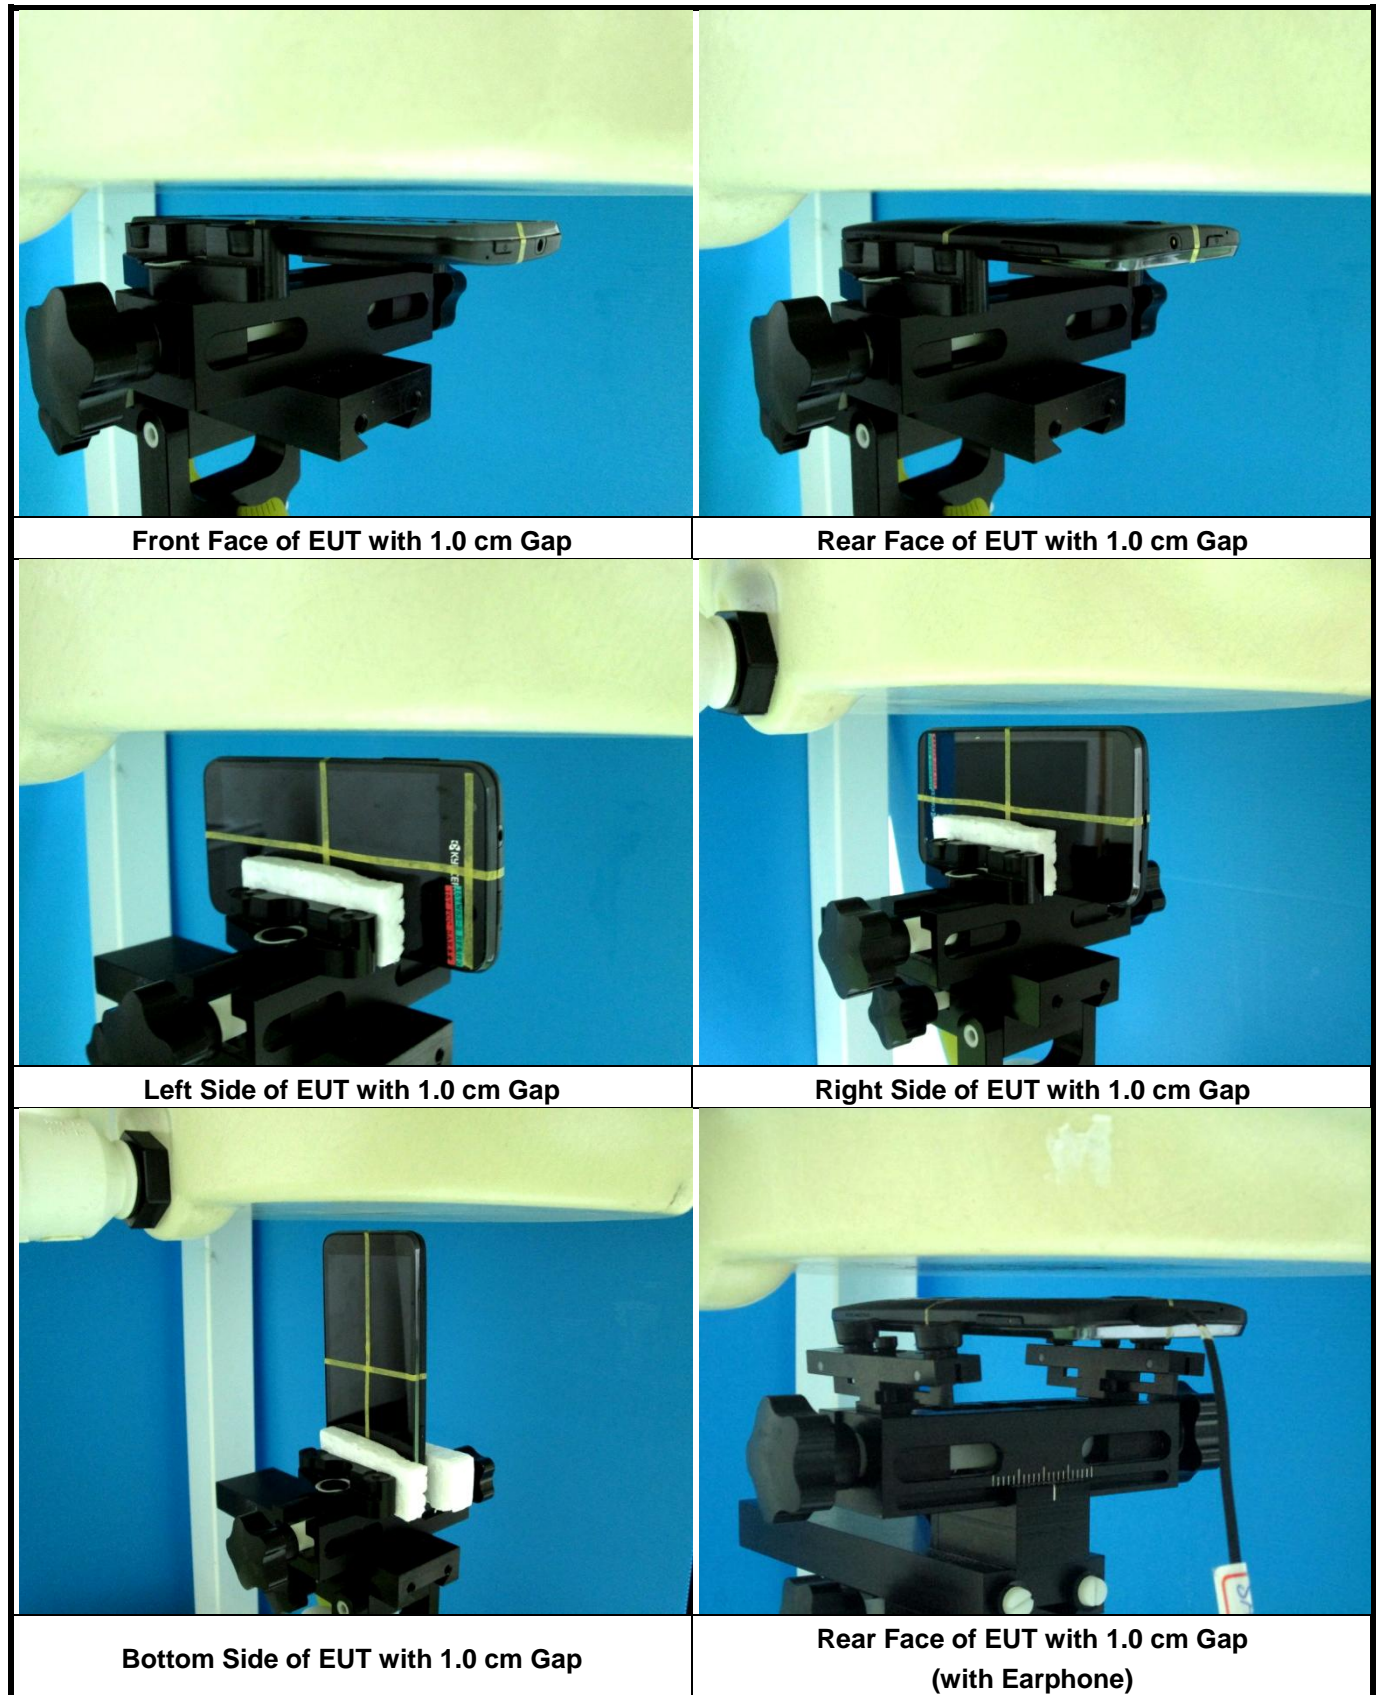 Front Face of EUT with 1.0 cm Gap
Rear Face of EUT with 1.0 cm Gap
Left Side of EUT with 1.0 cm Gap
Right Side of EUT with 1.0 cm Gap
Bottom Side of EUT with 1.0 cm Gap
Rear Face of EUT with 1.0 cm Gap
(with Earphone)